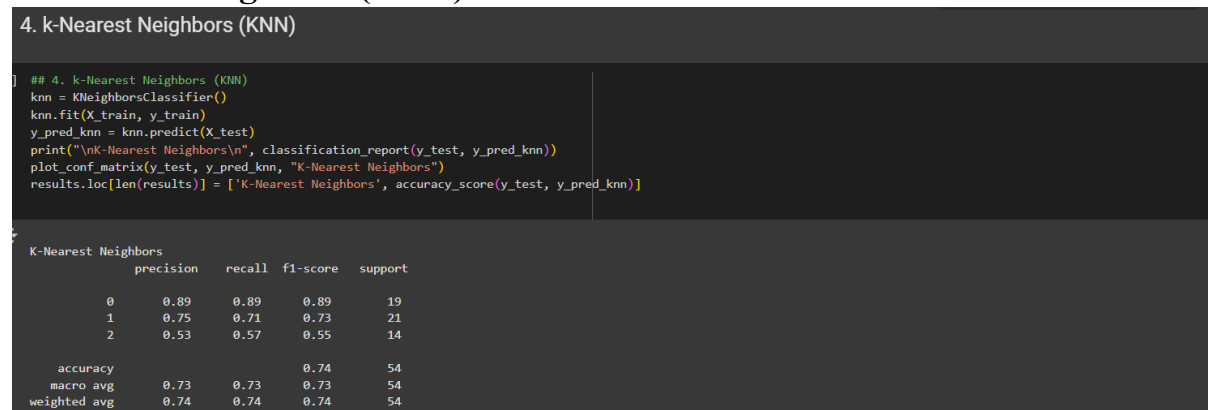 4. k-Nearest Neighbors (KNN)
] ## 4. k-Nearest Neighbors (KNN)
knn = KNeighborsClassifier()
knn.fit(X_train, y_train)
y_pred_knn = knn.predict(X_test)
print("\nK-Nearest Neighbors\n", classification_report(y_test, y_pred_knn))
plot_conf_matrix(y_test, y_pred_knn, "K-Nearest Neighbors")
results.loc[len(results)] = ['K-Nearest Neighbors', accuracy_score(y_test, y_pred_knn)]
K-Nearest Neighbors
precision recall f1-score support
0 0.89 0.89 0.89 19
1 0.75 0.71 0.73 21
2 0.53 0.57 0.55 14
accuracy 0.74 54
macro avg 0.73 0.73 0.73 54
weighted avg 0.74 0.74 0.74 54